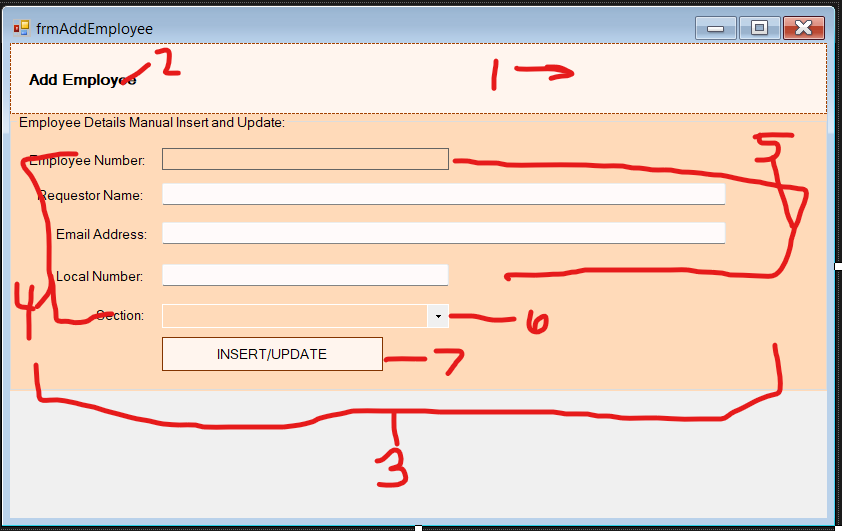 frmAddEmployee
Add Employee 2
1
Employee Details Manual Insert and Update:
5
Employee Number:
Requestor Name:
Email Address:
Local Number:
4
Section:
6
INSERT/UPDATE
7
3